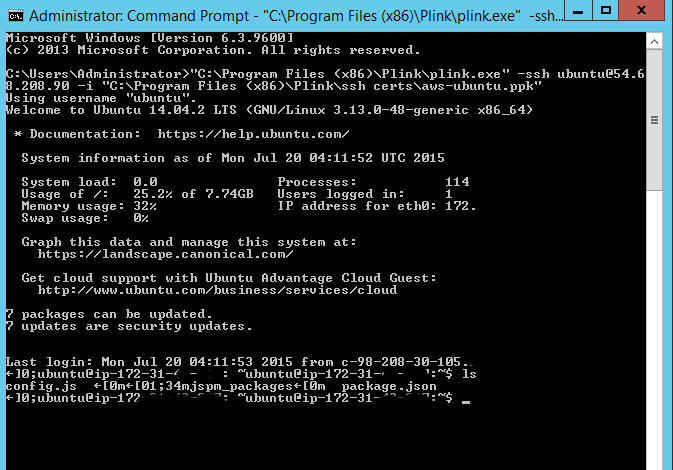 Administrator: Command Prompt - "C:\Program Files (x86)\Plink\plink.exe" -ssh...
Microsoft Windows [Version 6.3.9600]
(c) 2013 Microsoft Corporation. All rights reserved.
C:\Users\Administrator>"C:\Program Files (x86)\Plink\plink.exe" -ssh ubuntu@54.6
8.208.90 -i "C:\Program Files (x86)\Plink\ssh certs\aws-ubuntu.ppk"
Using username "ubuntu".
Welcome to Ubuntu 14.04.2 LTS (GNU/Linux 3.13.0-48-generic x86_64)
* Documentation:  https://help.ubuntu.com/
System information as of Mon Jul 20 04:11:52 UTC 2015
System load:  0.0               Processes:           114
Usage of /:   25.2% of 7.74GB   Users logged in:     1
Memory usage: 32%               IP address for eth0: 172.
Swap usage:   0%
Graph this data and manage this system at:
https://landscape.canonical.com/
Get cloud support with Ubuntu Advantage Cloud Guest:
http://www.ubuntu.com/business/services/cloud
7 packages can be updated.
7 updates are security updates.
Last login: Mon Jul 20 04:11:53 2015 from c-98-208-30-105.
←]0;ubuntu@ip-172-31-4 : ~ubuntu@ip-172-31-4 :~$ ls
config.js  ←[0m←[01;34mjspm_packages←[0m  package.json
←]0;ubuntu@ip-172 : ~ubuntu@ip-172-31 :~$ _